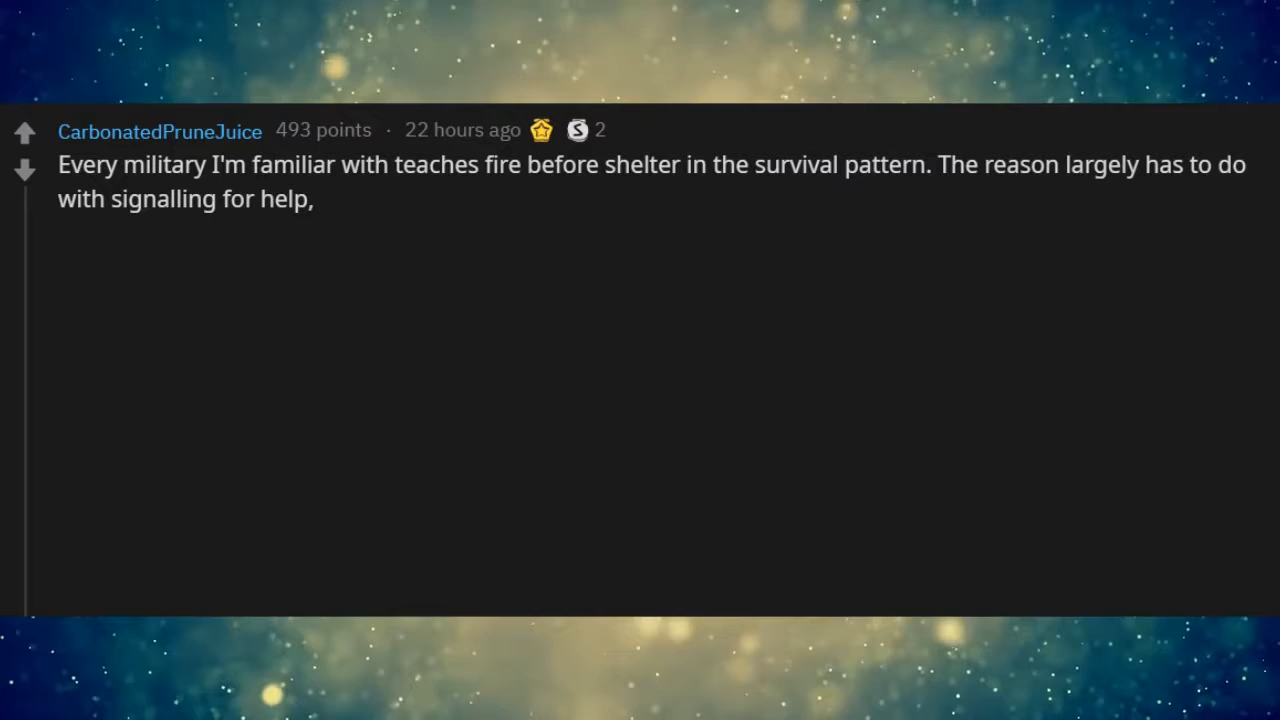 CarbonatedPruneJuice 493 points · 22 hours ago S 2
Every military I'm familiar with teaches fire before shelter in the survival pattern. The reason largely has to do
with signalling for help,